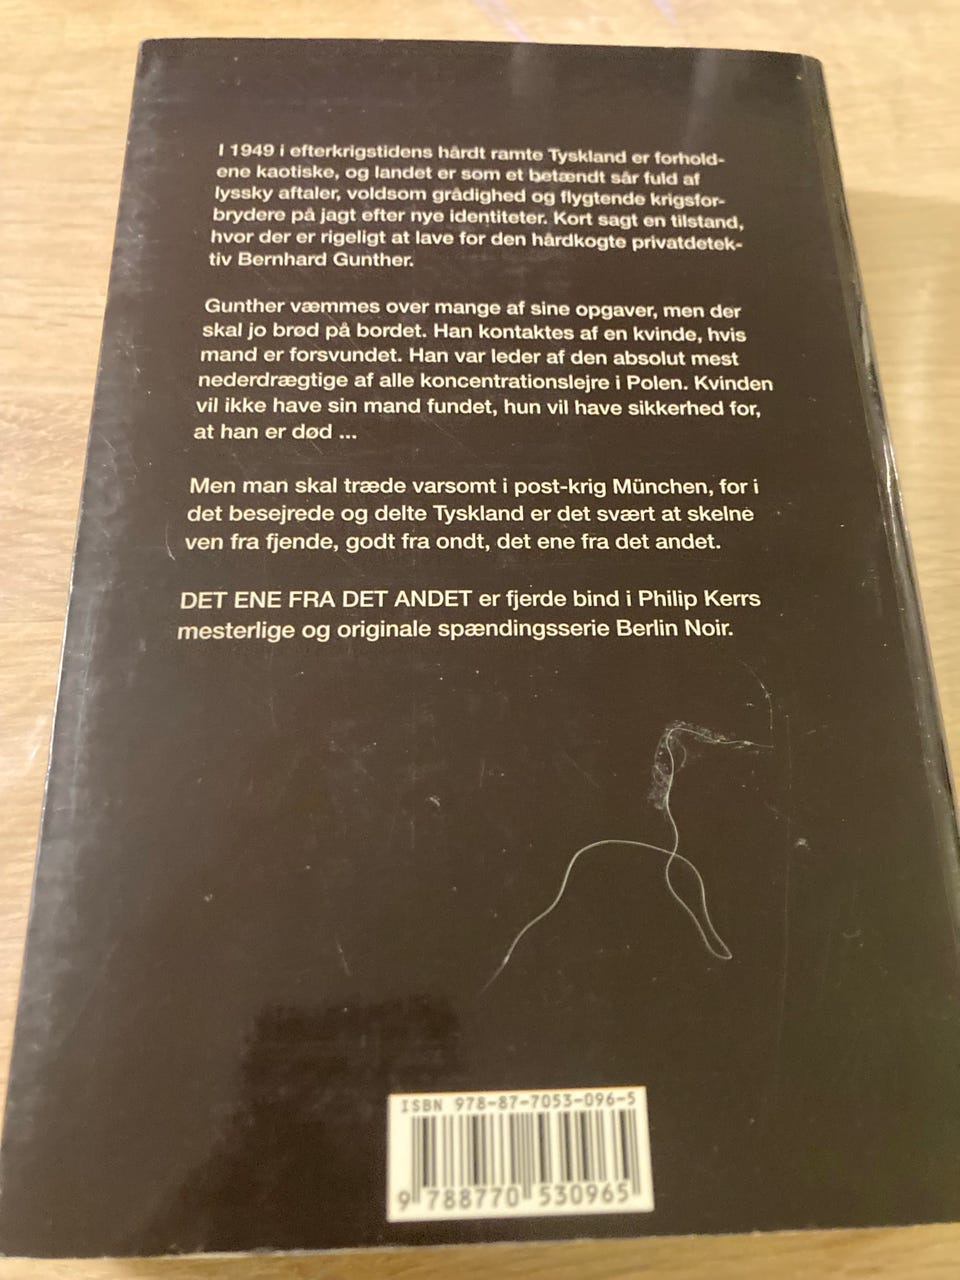 I 1949 i efterkrigstidens hårdt ramte Tyskland er forhold-
ene kaotiske, og landet er som et betændt sår fuld af
lyssky aftaler, voldsom grådighed og flygtende krigsfor-
brydere på jagt efter nye identiteter. Kort sagt en tilstand,
hvor der er rigeligt at lave for den hårdkogte privatdetek-
tiv Bernhard Gunther.
Gunther væmmes over mange af sine opgaver, men der
skal jo brød på bordet. Han kontaktes af en kvinde, hvis
mand er forsvundet. Han var leder af den absolut mest
nederdrægtige af alle koncentrationslejre i Polen. Kvinden
vil ikke have sin mand fundet, hun vil have sikkerhed for,
at han er død ...
Men man skal træde varsomt i post-krig München, for i
det besejrede og delte Tyskland er det svært at skelne
ven fra fjende, godt fra ondt, det ene fra det andet.
DET ENE FRA DET ANDET er fjerde bind i Philip Kerrs
mesterlige og originale spændingsserie Berlin Noir.
ISBN 978-87-7053-096-5
9 788770 530965